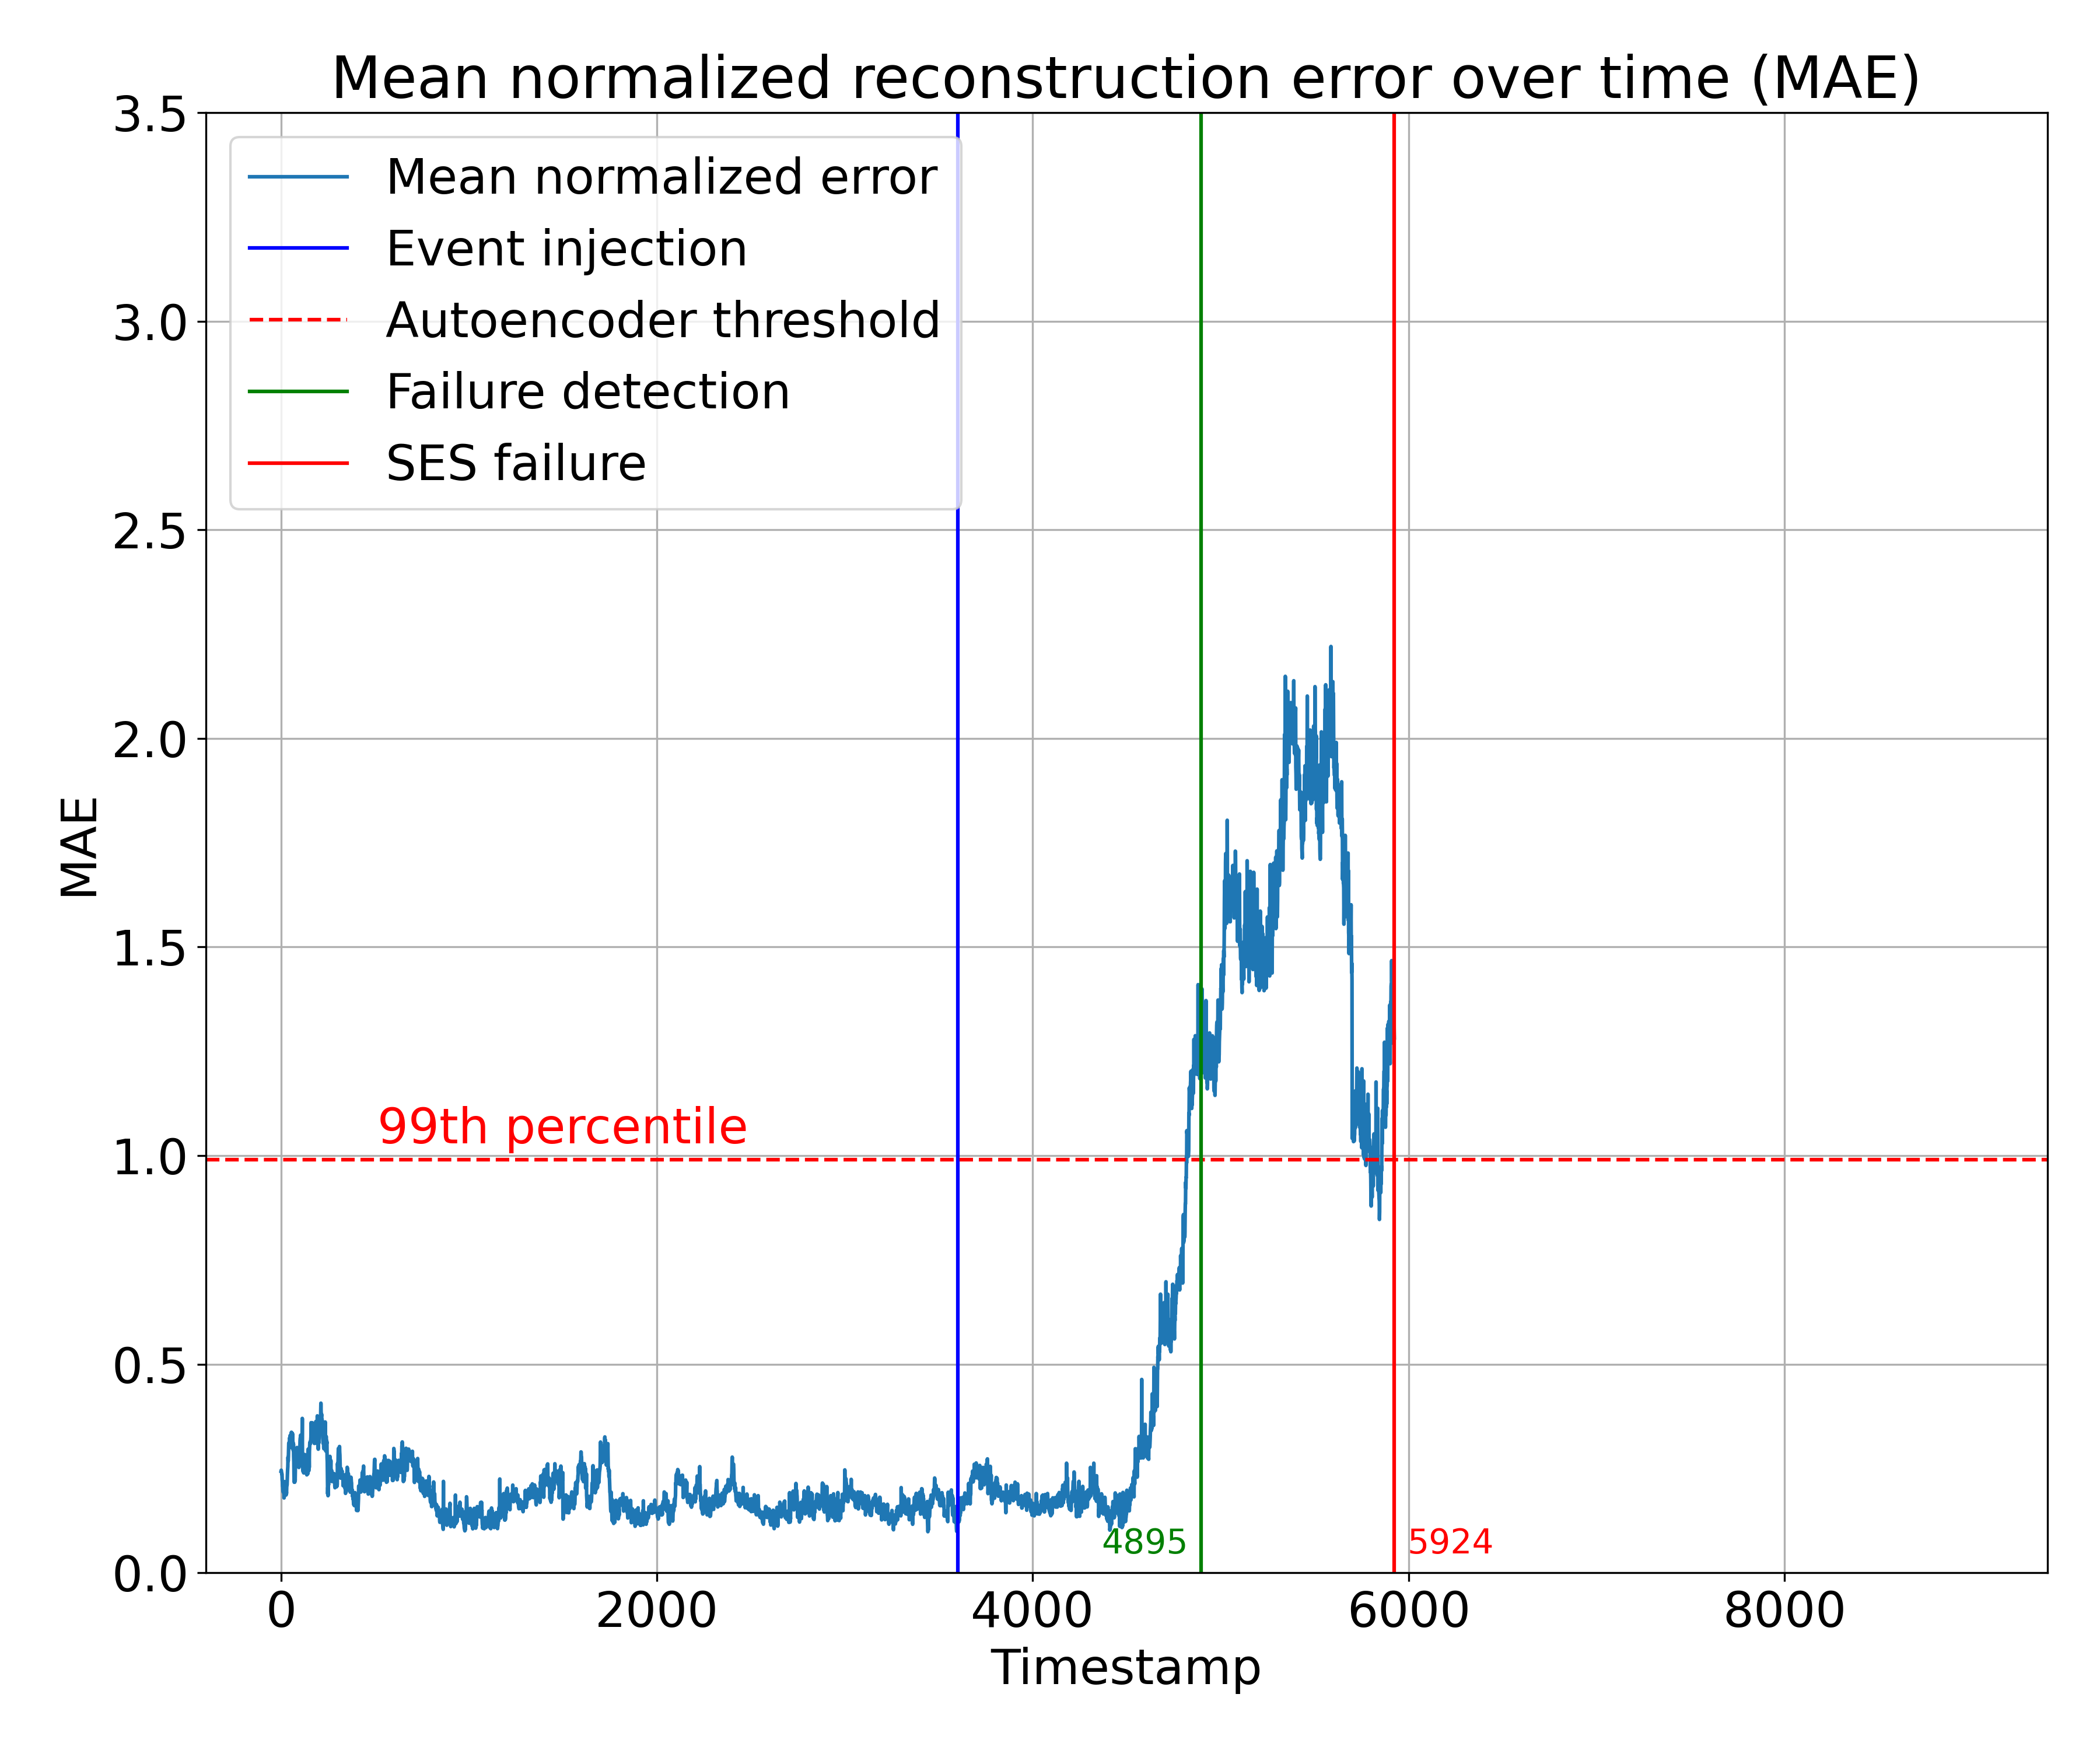 Mean normalized reconstruction error over time (MAE)
3.5
Mean normalized error
Event injection
3.0
Autoencoder threshold
Failure detection
SES failure
2.5
2.0
MAE
1.5
99th percentile
1.0
0.5
4895
5924
0.0
0
2000
4000
6000
8000
Timestamp